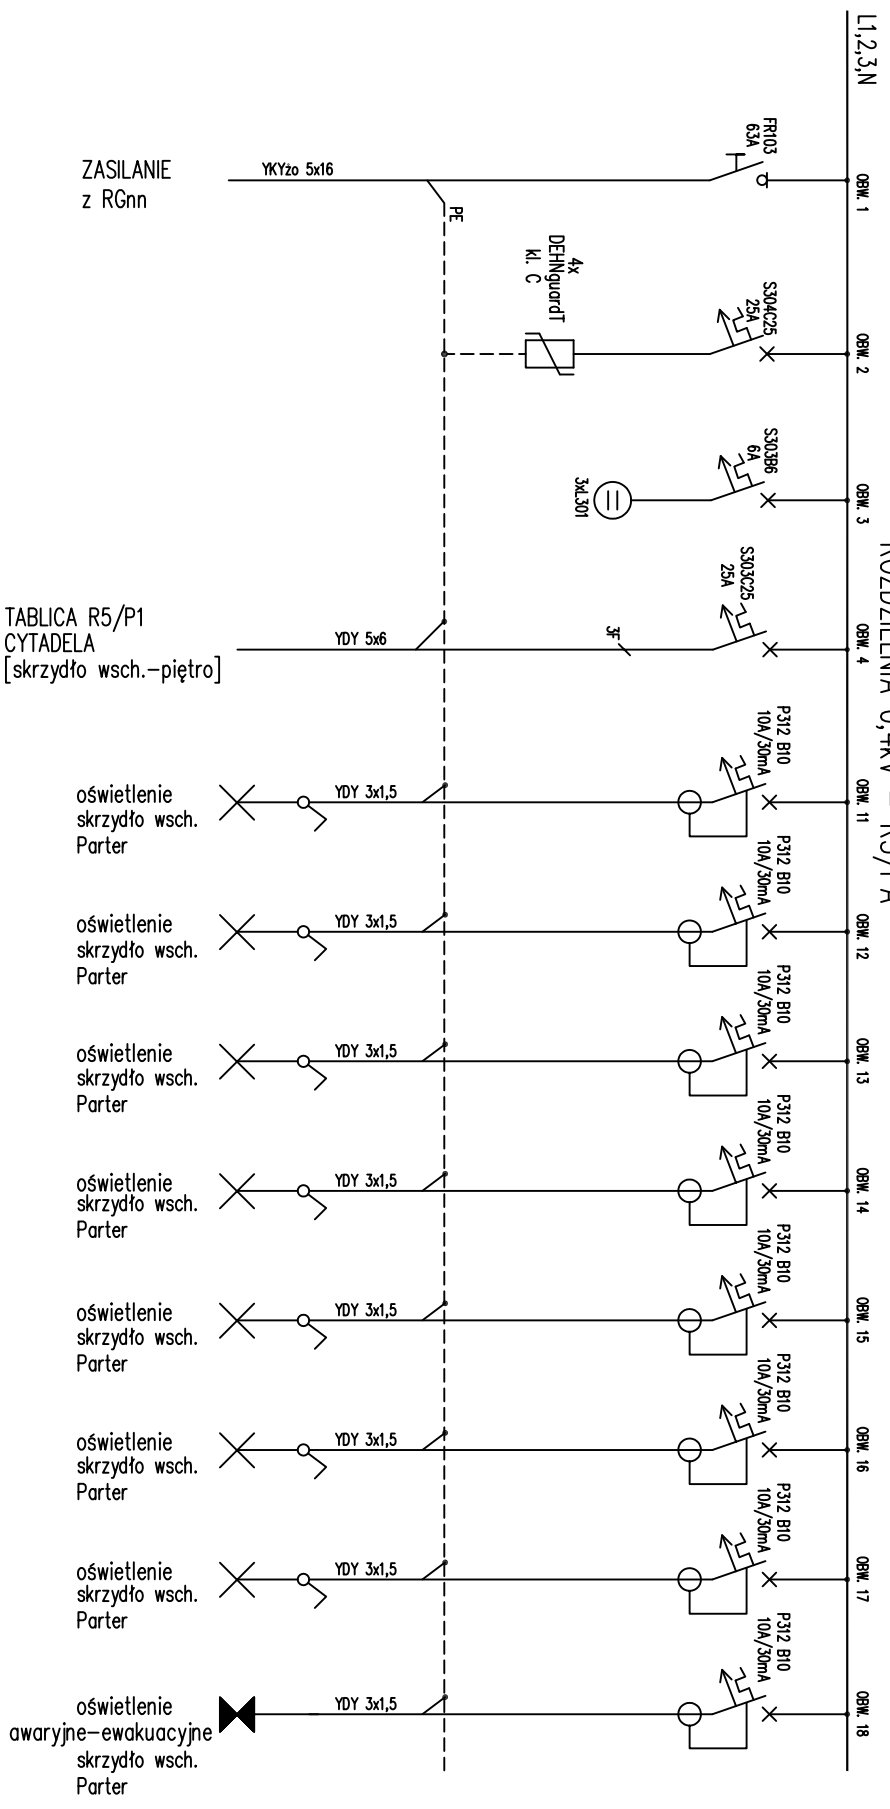 L1,2,3,N
ROZDZIELNIA 0,4kV
R5/PA
ZASILANIE
z RGnn
YKYżo 5x16
PE
FR103
63A
OBW. 1
4x
DEHNguardT
kl. C
S304C25
25A
OBW. 2
3xL301
S303B6
6A
OBW. 3
TABLICA R5/P1
CYTADELA
[skrzydło wsch.-piętro]
YDY 5x6
3F
S303C25
25A
OBW. 4
oświetlenie
skrzydło wsch.
Parter
YDY 3x1,5
P312 B10
10A/30mA
OBW. 11
oświetlenie
skrzydło wsch.
Parter
YDY 3x1,5
P312 B10
10A/30mA
OBW. 12
oświetlenie
skrzydło wsch.
Parter
YDY 3x1,5
P312 B10
10A/30mA
OBW. 13
oświetlenie
skrzydło wsch.
Parter
YDY 3x1,5
P312 B10
10A/30mA
OBW. 14
oświetlenie
skrzydło wsch.
Parter
YDY 3x1,5
P312 B10
10A/30mA
OBW. 15
oświetlenie
skrzydło wsch.
Parter
YDY 3x1,5
P312 B10
10A/30mA
OBW. 16
oświetlenie
skrzydło wsch.
Parter
YDY 3x1,5
P312 B10
10A/30mA
OBW. 17
oświetlenie
awaryjne-ewakuacyjne
skrzydło wsch.
Parter
YDY 3x1,5
P312 B10
10A/30mA
OBW. 18